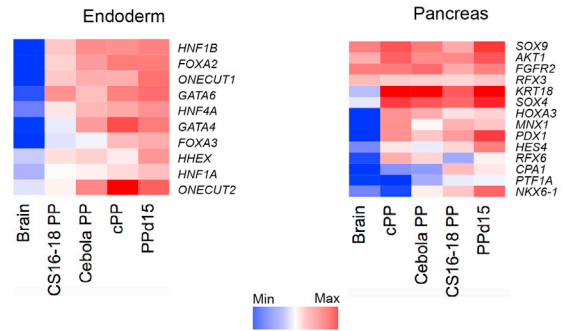 Endoderm
HNF1B
FOXA2
ONECUT1
GATA6
HNF4A
GATA4
FOXA3
HHEX
HNF1A
ONECUT2
Brain
CS16-18 PP
Cebola PP
cPP
PPd15
Pancreas
SOX9
AKT1
FGFR2
RFX3
KRT18
SOX4
HOXA3
MNX1
PDX1
HES4
RFX6
CPA1
PTF1A
NKX6-1
Brain
cPP
Cebola PP
CS16-18 PP
PPd15
Min Max